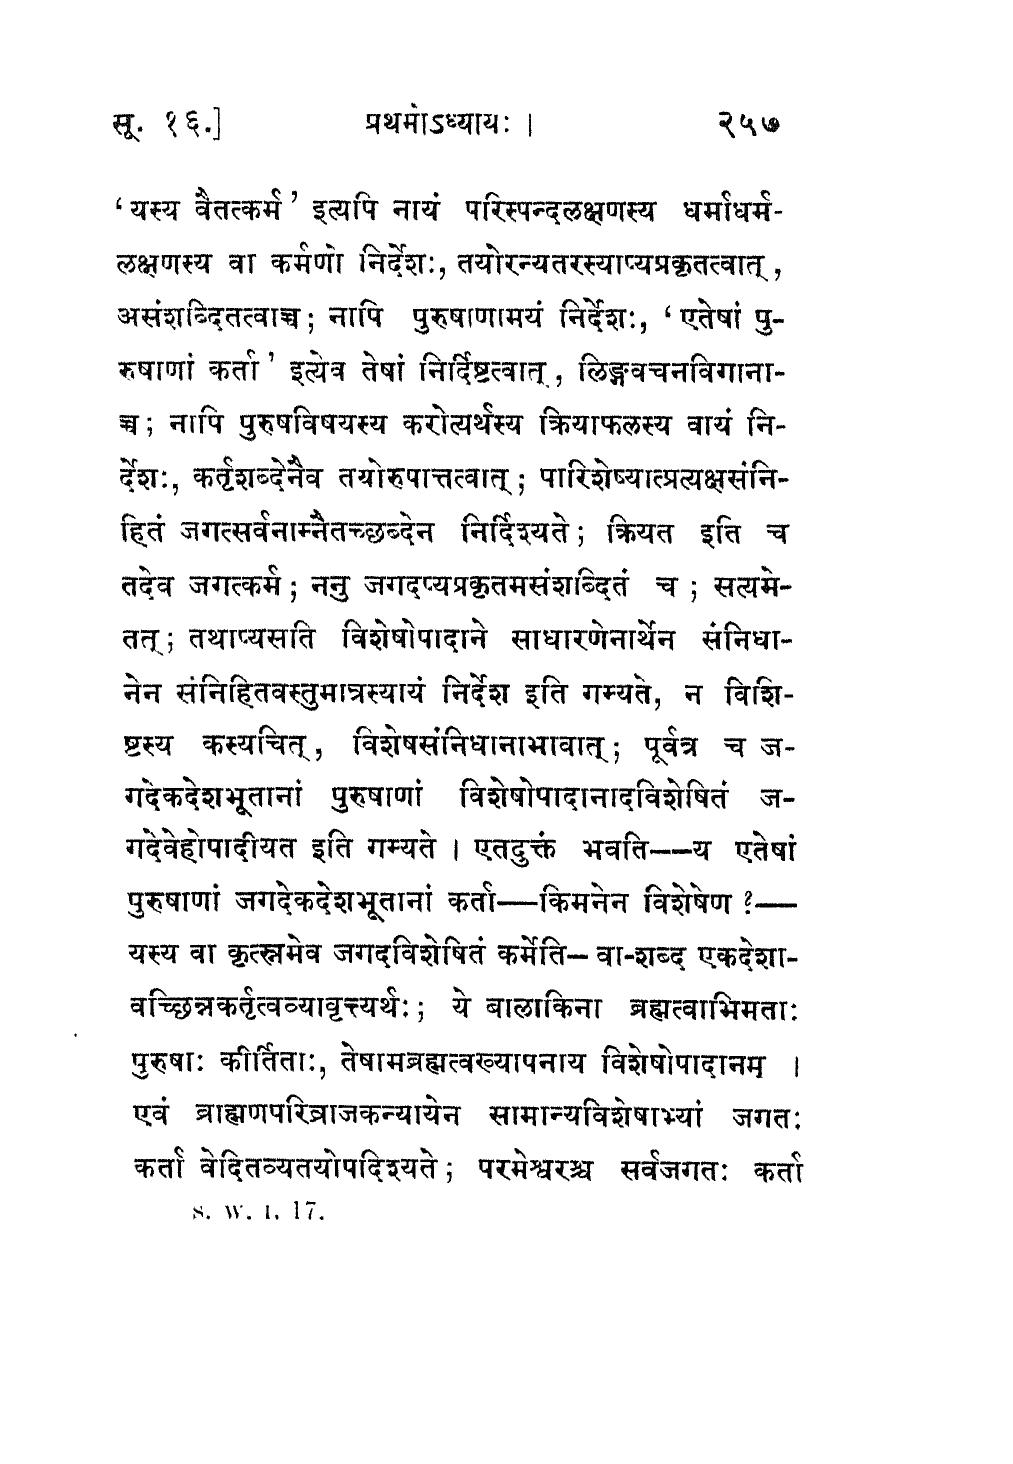 सू. १६.] प्रथमोऽध्यायः । २५७
‘यस्य वैतत्कर्म’ इत्यपि नायं परिस्पन्दलक्षणस्य धर्माधर्म-
लक्षणस्य वा कर्मणो निर्देशः, तयोरन्यतरस्याप्यप्रकृतत्वात्,
असंशब्दितत्वाच्च; नापि पुरुषाणामयं निर्देशः, ‘एतेषां पु-
रुषाणां कर्ता’ इत्येव तेषां निर्दिष्टत्वात्, लिङ्गवचनविगाना-
च्च; नापि पुरुषविषयस्य करोत्यर्थस्य क्रियाफलस्य वायं नि-
र्देशः, कर्तृशब्देनैव तयोरुपात्तत्वात्; पारिशेष्यात्प्रत्यक्षसंनि-
हितं जगत्सर्वनाम्नैतच्छब्देन निर्दिश्यते; क्रियत इति च
तदेव जगत्कर्म; ननु जगदप्यप्रकृतमसंशब्दितं च; सत्यमे-
तत्; तथाप्यसति विशेषोपादाने साधारणेनार्थेन संनिधा-
नेन संनिहितवस्तुमात्रस्यायं निर्देश इति गम्यते, न विशि-
ष्टस्य कस्यचित्, विशेषसंनिधानाभावात्; पूर्वत्र च ज-
गदेकदेशभूतानां पुरुषाणां विशेषोपादानादविशेषितं ज-
गदेवेहोपादीयत इति गम्यते । एतदुक्तं भवति——य एतेषां
पुरुषाणां जगदेकदेशभूतानां कर्ता——किमनेन विशेषेण ?——
यस्य वा कृत्स्नमेव जगदविशेषितं कर्मेति— वा-शब्द एकदेशा-
वच्छिन्नकर्तृत्वव्यावृत्त्यर्थः; ये बालाकिना ब्रह्मत्वाभिमताः
पुरुषाः कीर्तिताः, तेषामब्रह्मत्वख्यापनाय विशेषोपादानम् ।
एवं ब्राह्मणपरिव्राजकन्यायेन सामान्यविशेषाभ्यां जगतः
कर्ता वेदितव्यतयोपदिश्यते; परमेश्वरश्च सर्वजगतः कर्ता
S. W. I. 17.